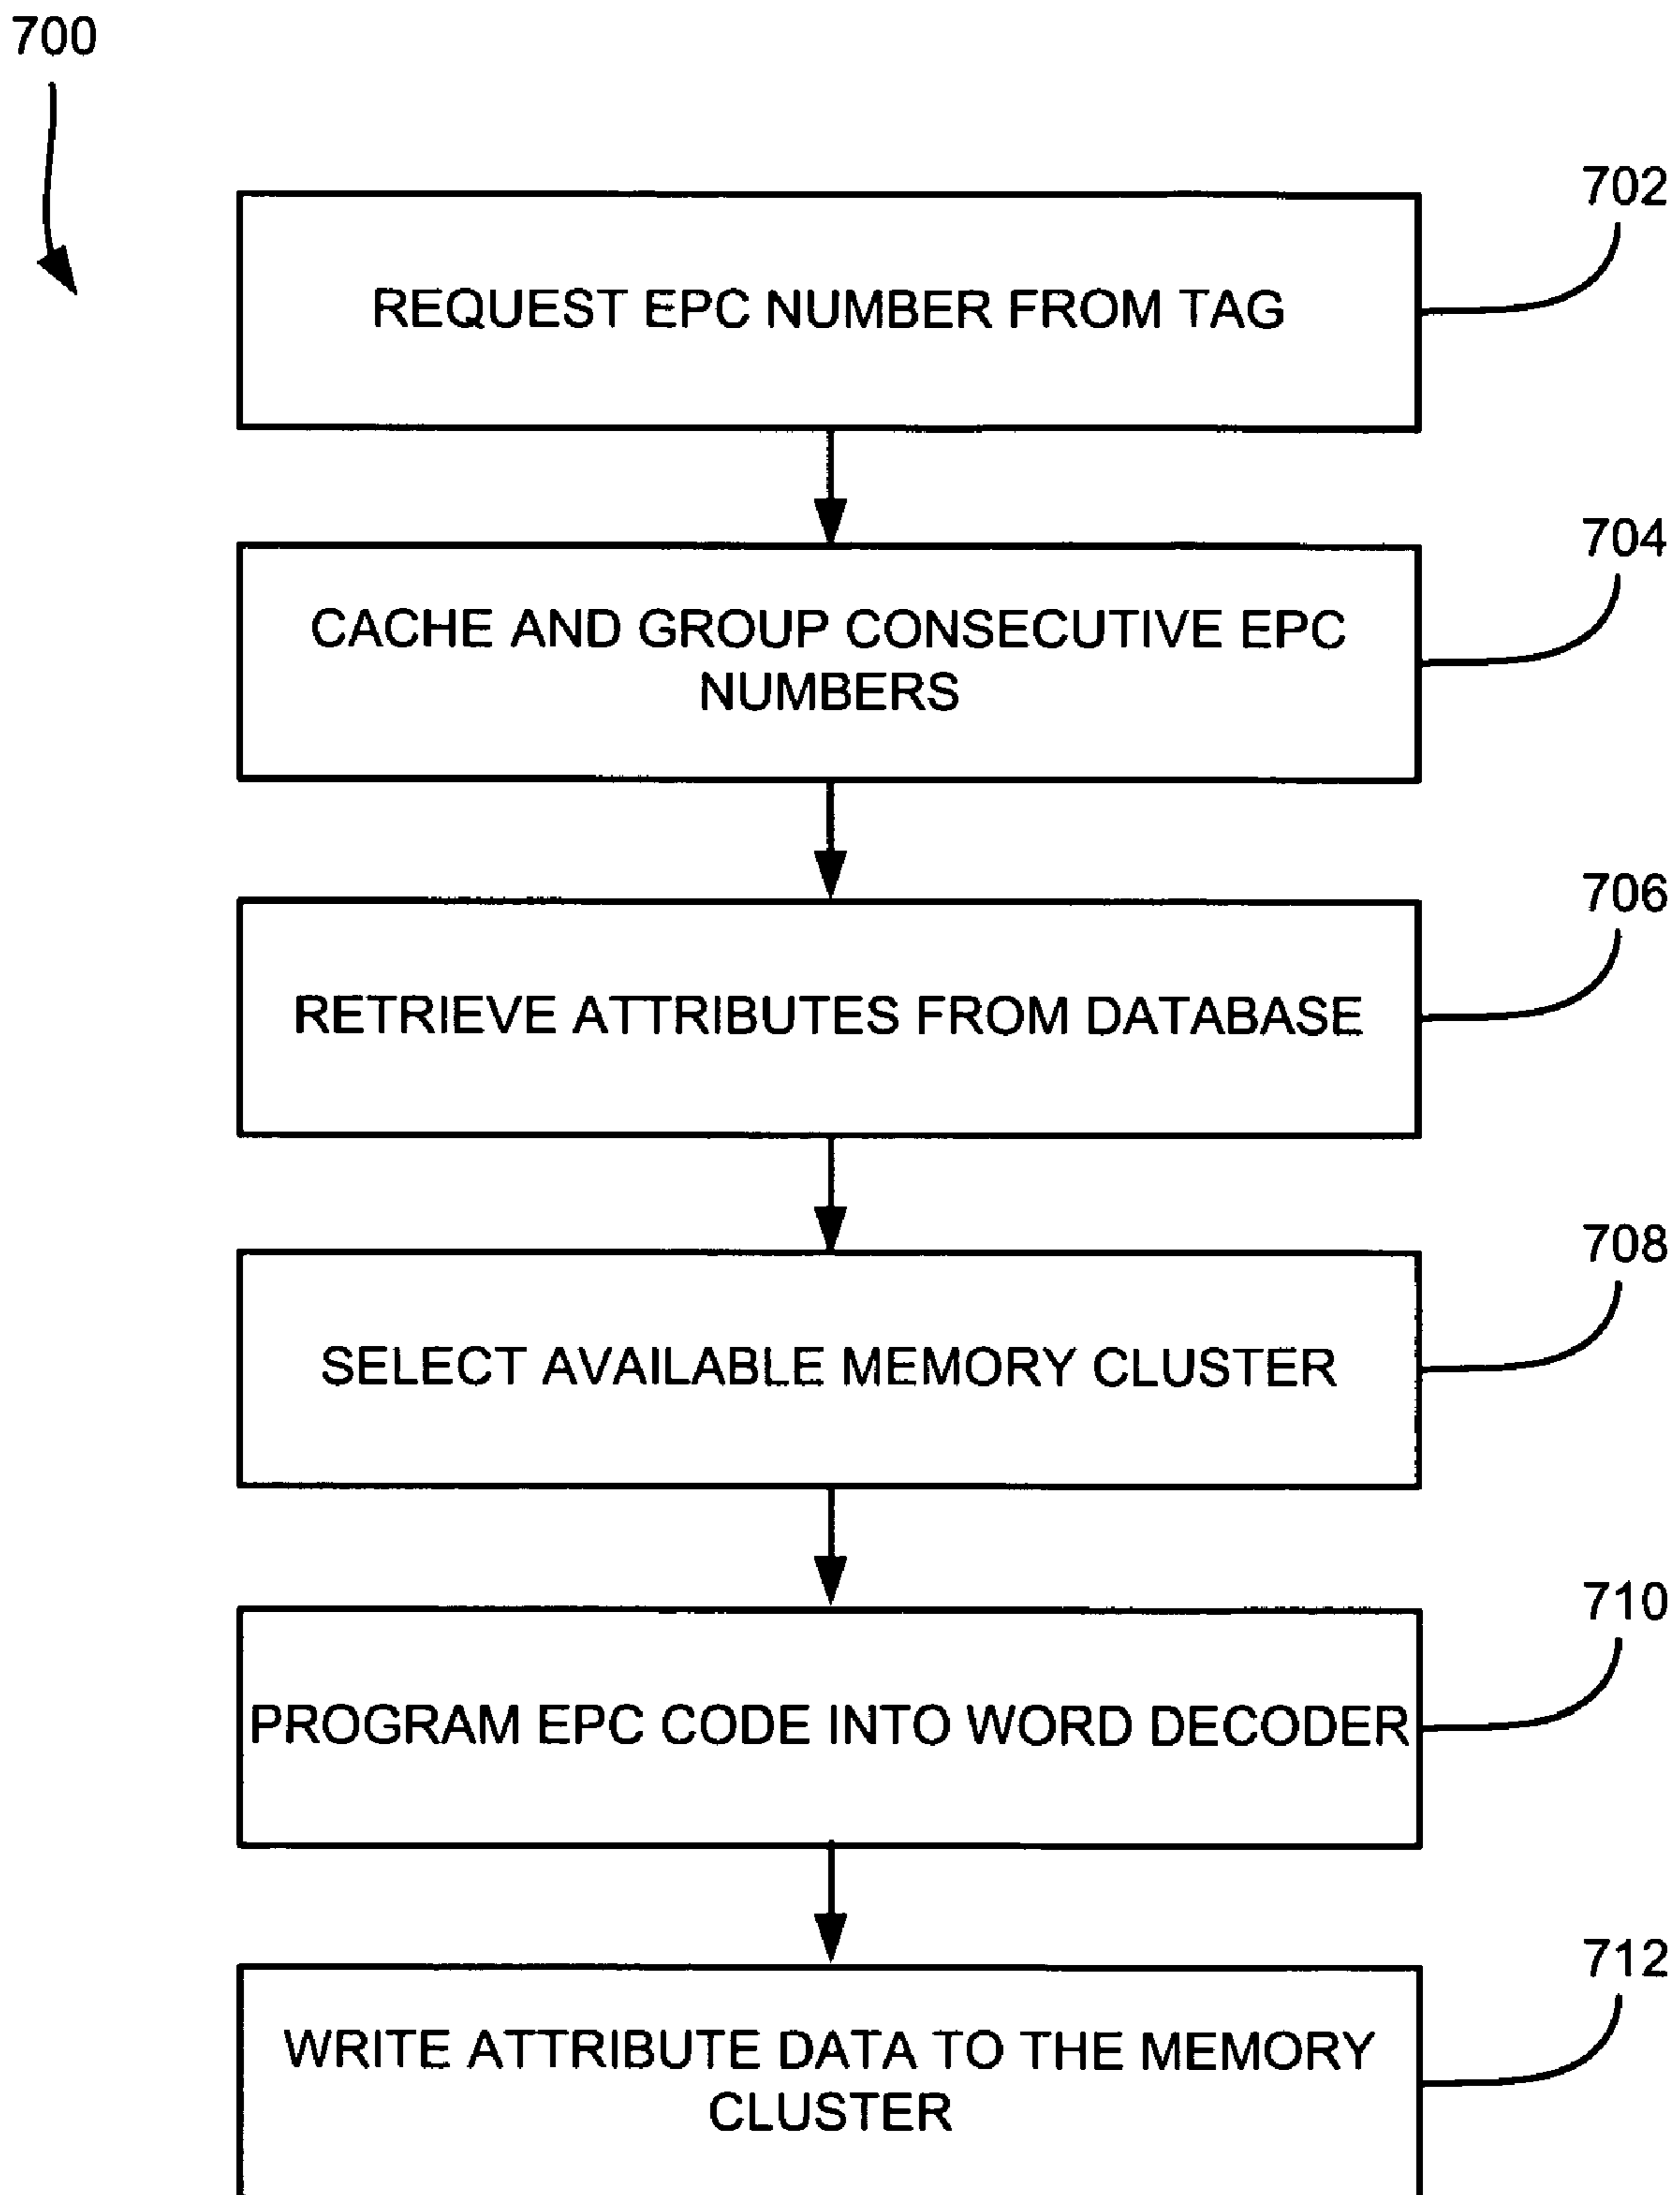 700
702
REQUEST EPC NUMBER FROM TAG
704
CACHE AND GROUP CONSECUTIVE EPC
NUMBERS
706
RETRIEVE ATTRIBUTES FROM DATABASE
708
SELECT AVAILABLE MEMORY CLUSTER
710
PROGRAM EPC CODE INTO WORD DECODER
712
WRITE ATTRIBUTE DATA TO THE MEMORY
CLUSTER